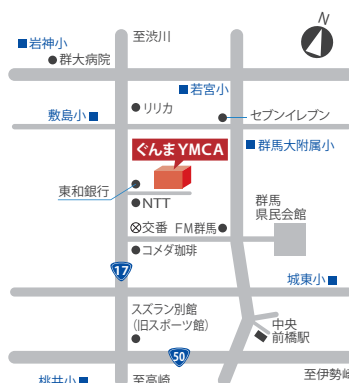 N
至渋川
■岩神小
●群大病院
■若宮小
●リリカ
敷島小■
セブンイレブン
■群馬大附属小
ぐんまYMCA
東和銀行
●NTT
群馬
県民会館
⊗交番
FM群馬●
●コメダ珈琲
17
城東小■
スズラン別館
(旧スポーツ館)
中央
前橋駅
50
桃井小■
至高崎
至伊勢崎